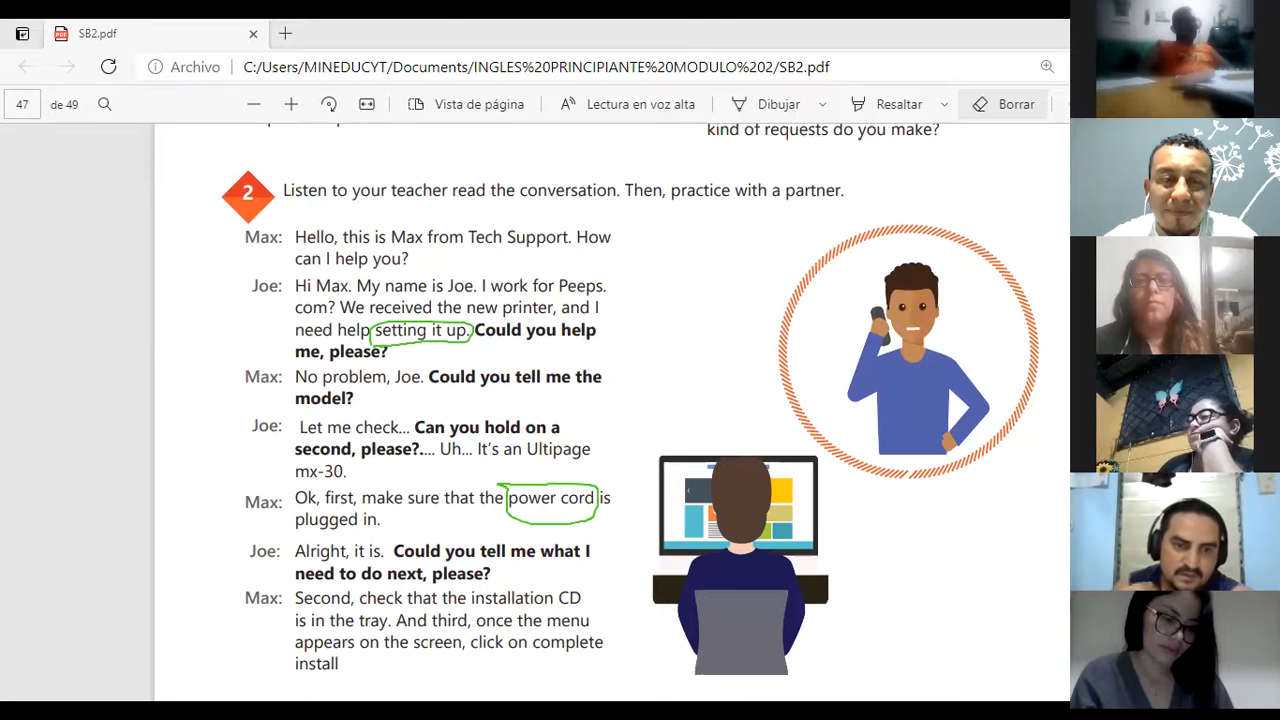 SB2.pdf
Archivo C:/Users/MINEDUCYT/Documents/INGLES%20PRINCIPIANTE%20MODULO%202/SB2.pdf
47 de 49 Vista de página Lectura en voz alta Dibujar Resaltar Borrar
kind of requests do you make?
2 Listen to your teacher read the conversation. Then, practice with a partner.
Max: Hello, this is Max from Tech Support. How
can I help you?
Joe: Hi Max. My name is Joe. I work for Peeps.
com? We received the new printer, and I
need help setting it up. Could you help
me, please?
Max: No problem, Joe. Could you tell me the
model?
Joe: Let me check... Can you hold on a
second, please?.... Uh... It's an Ultipage
mx-30.
Max: Ok, first, make sure that the power cord is
plugged in.
Joe: Alright, it is. Could you tell me what I
need to do next, please?
Max: Second, check that the installation CD
is in the tray. And third, once the menu
appears on the screen, click on complete
install